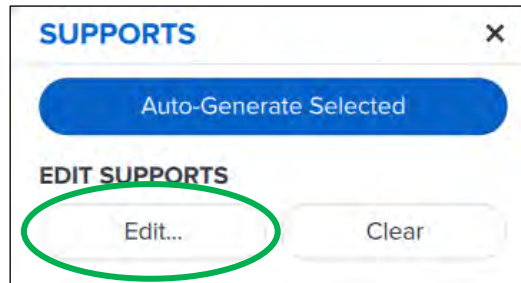 SUPPORTS ×
Auto-Generate Selected
EDIT SUPPORTS
Edit... Clear